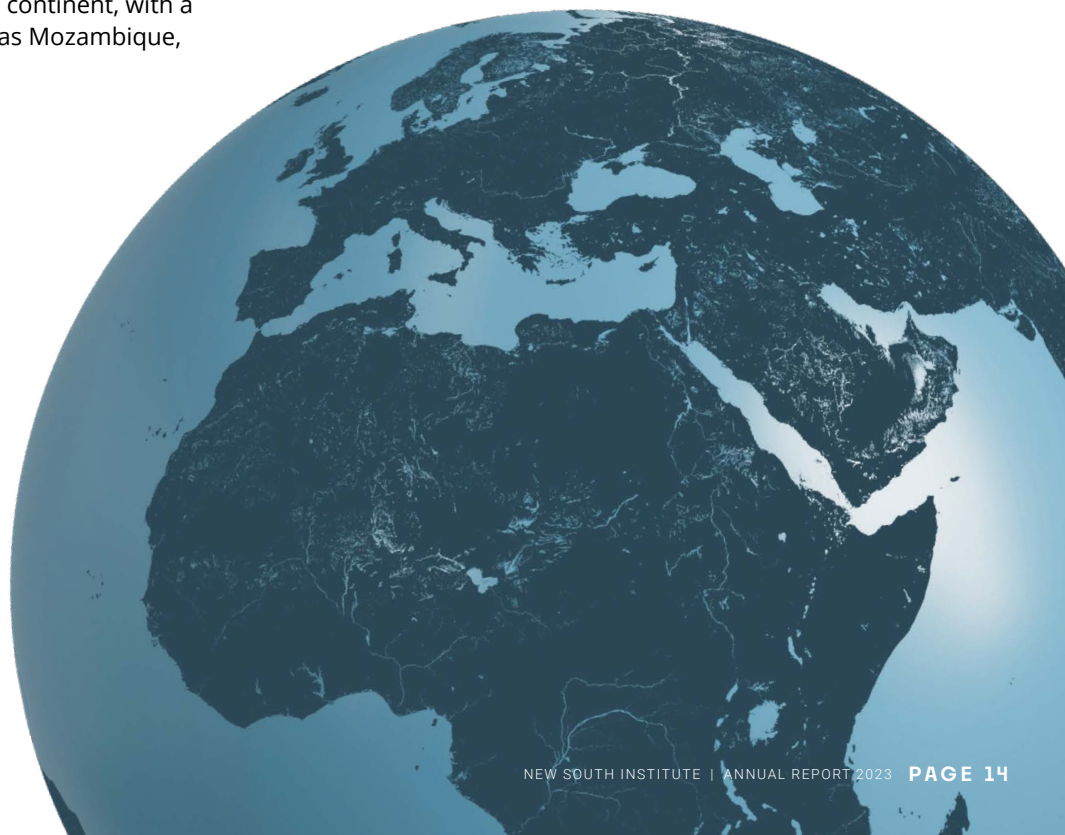 continent, with a
as Mozambique,
NEW SOUTH INSTITUTE | ANNUAL REPORT 2023 PAGE 14